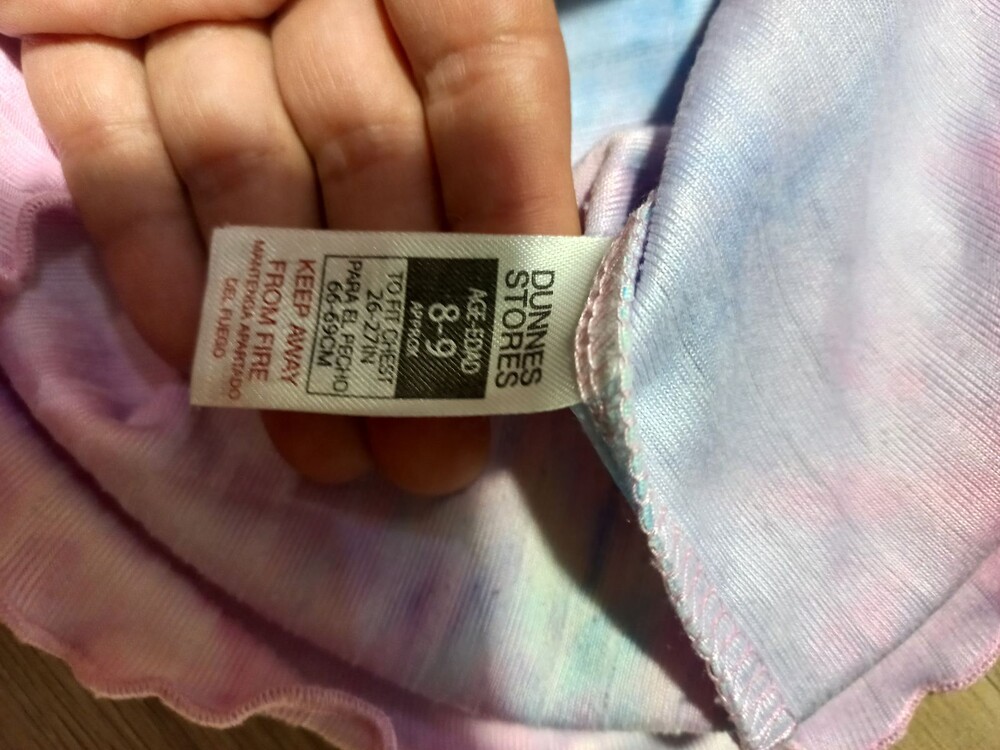 DUNNES
STORES
AGE-EDAD
8-9
APPROX
TO FIT CHEST
26-27IN
PARA EL PECHO
66-69CM
KEEP AWAY
FROM FIRE
MANTENGA APARTADO
DEL FUEGO